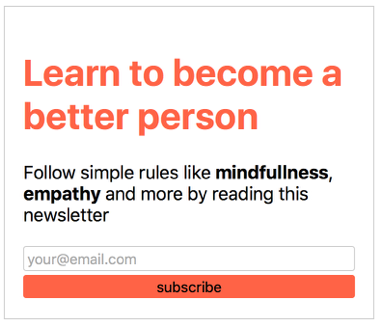 Learn to become a
better person
Follow simple rules like mindfullness,
empathy and more by reading this
newsletter
your@email.com
subscribe